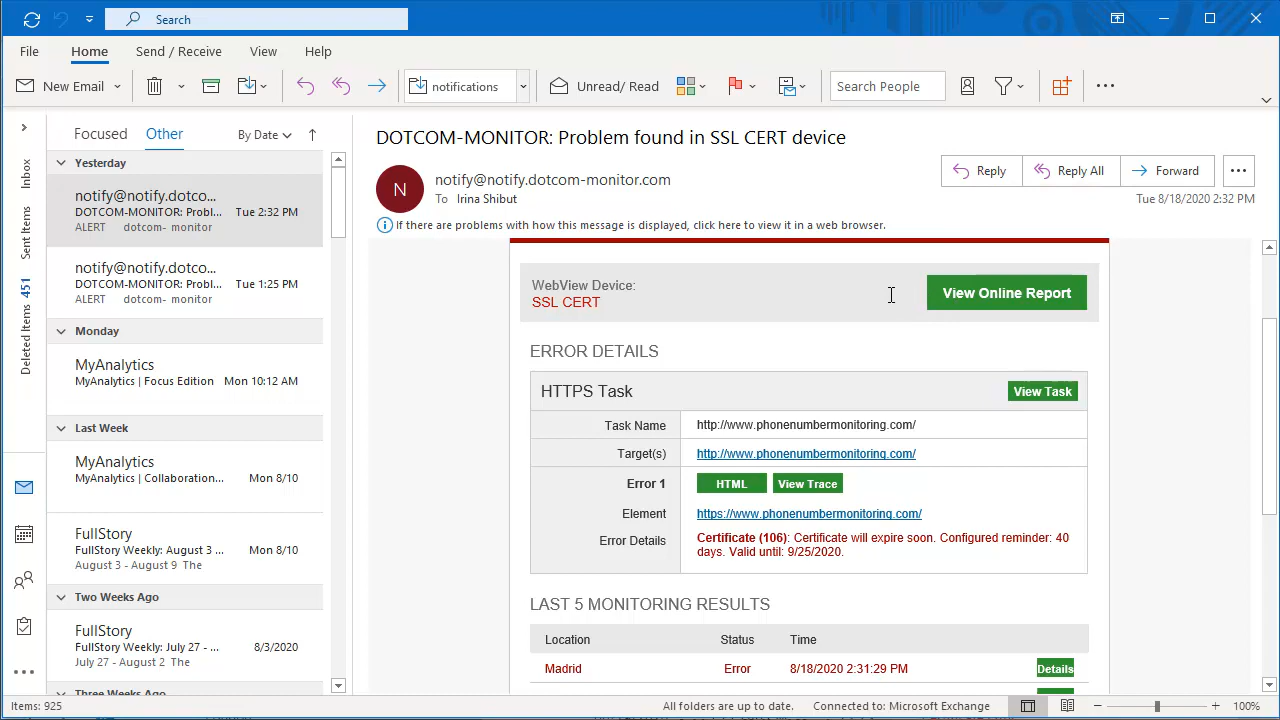 Search
File
Home
Send / Receive
View
Help
New Email
notifications
Unread/ Read
Search People
Focused
Other
By Date
Inbox
Sent Items
Deleted Items 451
Yesterday
notify@notify.dotco...
DOTCOM-MONITOR: Probl...
Tue 2:32 PM
ALERT dotcom- monitor
notify@notify.dotco...
DOTCOM-MONITOR: Probl...
Tue 1:25 PM
ALERT dotcom- monitor
Monday
MyAnalytics
MyAnalytics | Focus Edition
Mon 10:12 AM
Last Week
MyAnalytics
MyAnalytics | Collaboration...
Mon 8/10
FullStory
FullStory Weekly: August 3 ...
Mon 8/10
August 3 - August 9 The
Two Weeks Ago
FullStory
FullStory Weekly: July 27 - ...
8/3/2020
July 27 - August 2 The
Three Weeks Ago
DOTCOM-MONITOR: Problem found in SSL CERT device
N
notify@notify.dotcom-monitor.com
To Irina Shibut
Reply
Reply All
Forward
Tue 8/18/2020 2:32 PM
If there are problems with how this message is displayed, click here to view it in a web browser.
WebView Device:
SSL CERT
View Online Report
ERROR DETAILS
HTTPS Task
View Task
Task Name
http://www.phonenumbermonitoring.com/
Target(s)
http://www.phonenumbermonitoring.com/
Error 1
HTML
View Trace
Element
https://www.phonenumbermonitoring.com/
Error Details
Certificate (106): Certificate will expire soon. Configured reminder: 40
days. Valid until: 9/25/2020.
LAST 5 MONITORING RESULTS
Location
Status
Time
Madrid
Error
8/18/2020 2:31:29 PM
Details
Items: 925
All folders are up to date.
Connected to: Microsoft Exchange
100%